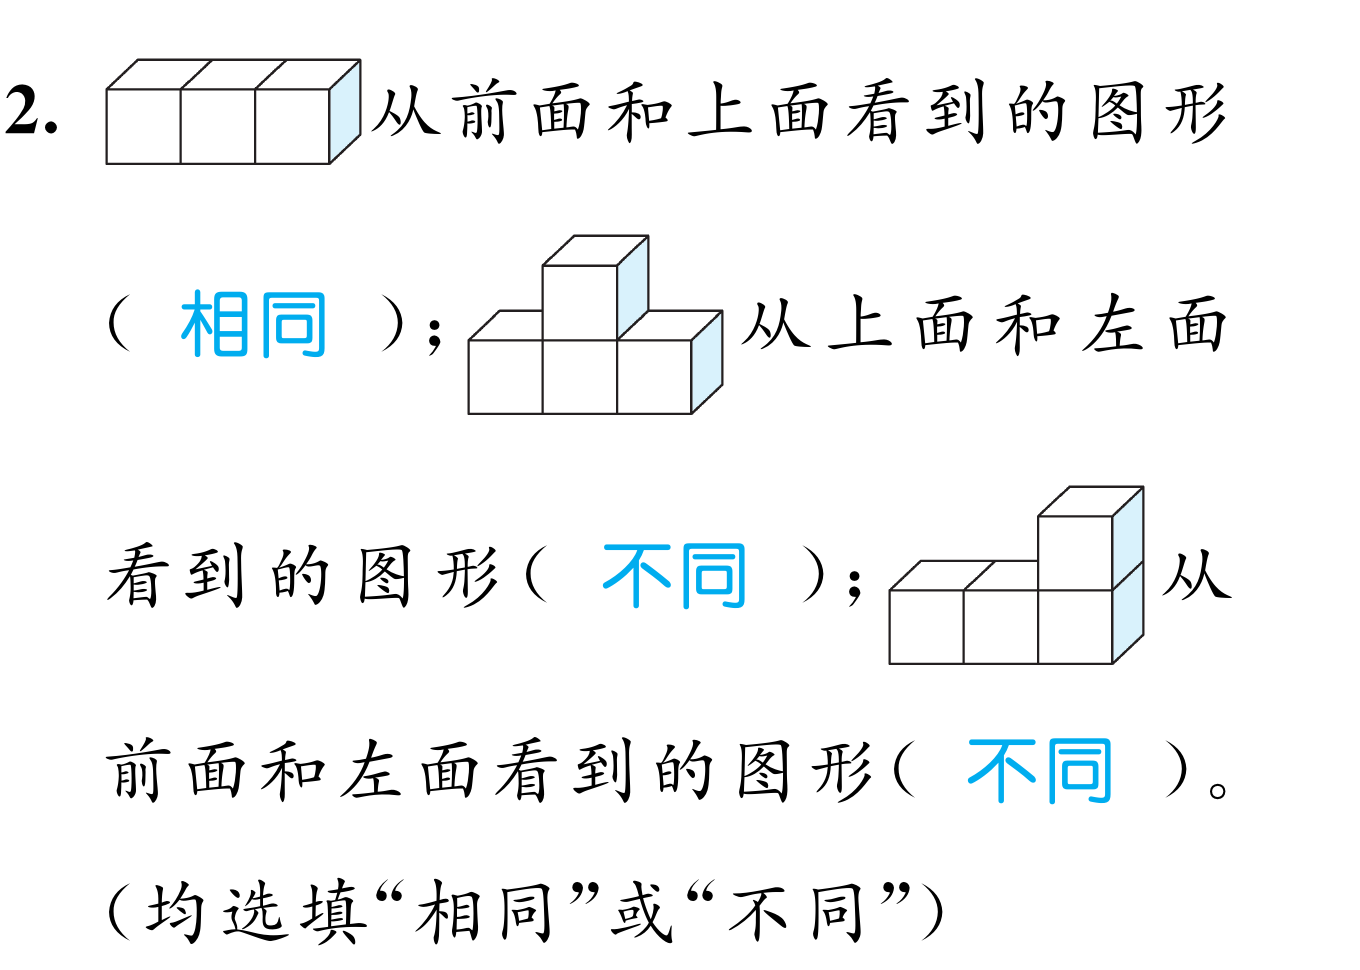 2. 从前面和上面看到的图形
（ 相同 ）； 从上面和左面
看到的图形（ 不同 ）； 从
前面和左面看到的图形（ 不同 ）。
（均选填“相同”或“不同”）